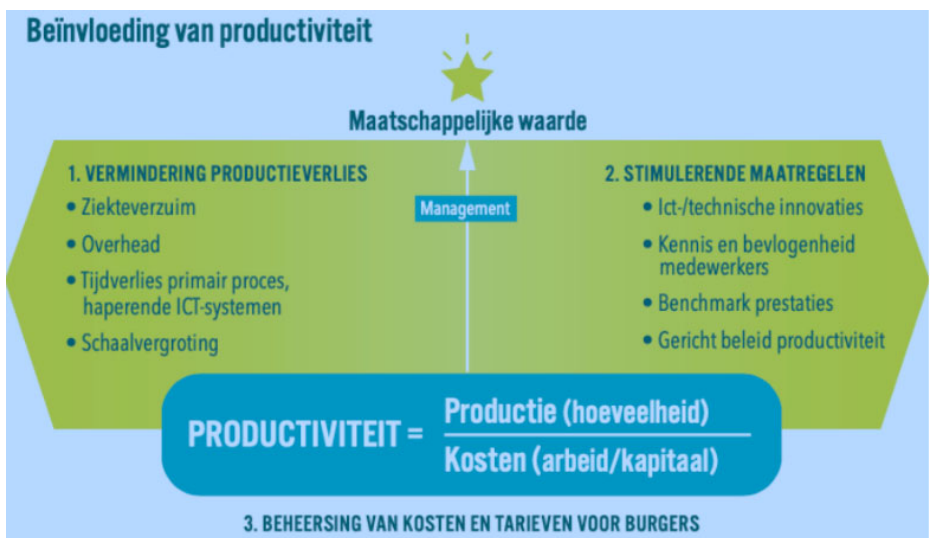 Beïnvloeding van productiviteit
Maatschappelijke waarde
1. VERMINDERING PRODUCTIEVERLIES
• Ziekteverzuim
• Overhead
• Tijdverlies primair proces,
haperende ICT-systemen
• Schaalvergroting
Management
2. STIMULERENDE MAATREGELEN
• Ict-/technische innovaties
• Kennis en bevlogenheid
medewerkers
• Benchmark prestaties
• Gericht beleid productiviteit
PRODUCTIVITEIT =
Productie (hoeveelheid)
Kosten (arbeid/kapitaal)
3. BEHEERSING VAN KOSTEN EN TARIEVEN VOOR BURGERS